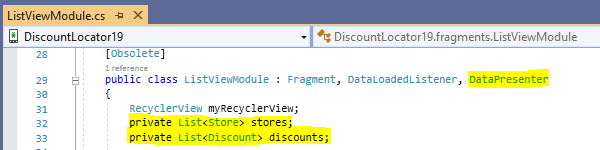 ListViewModule.cs
DiscountLocator19
DiscountLocator19.fragments.ListViewModule
28 [Obsolete]
1 reference
29 public class ListViewModule : Fragment, DataLoadedListener, DataPresenter
30 {
31 RecyclerView myRecyclerView;
32 private List<Store> stores;
33 private List<Discount> discounts;